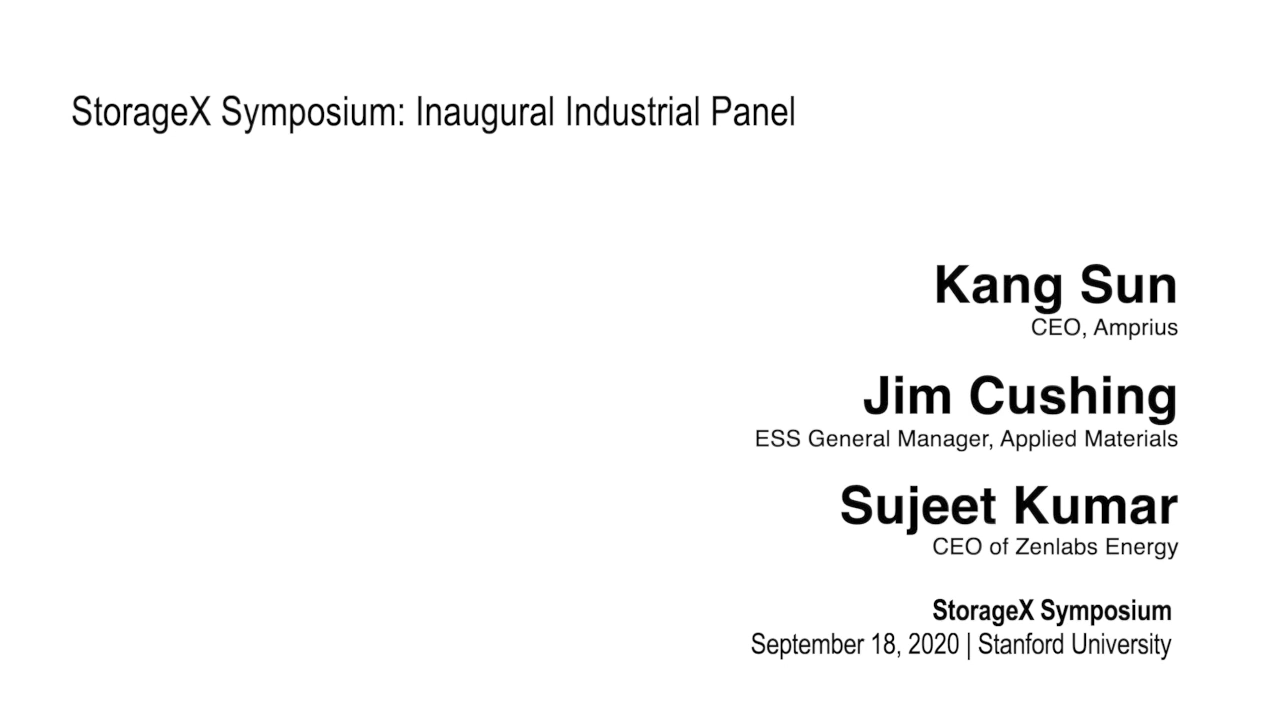 StorageX Symposium: Inaugural Industrial Panel
Kang Sun
CEO, Amprius
Jim Cushing
ESS General Manager, Applied Materials
Sujeet Kumar
CEO of Zenlabs Energy
StorageX Symposium
September 18, 2020 | Stanford University